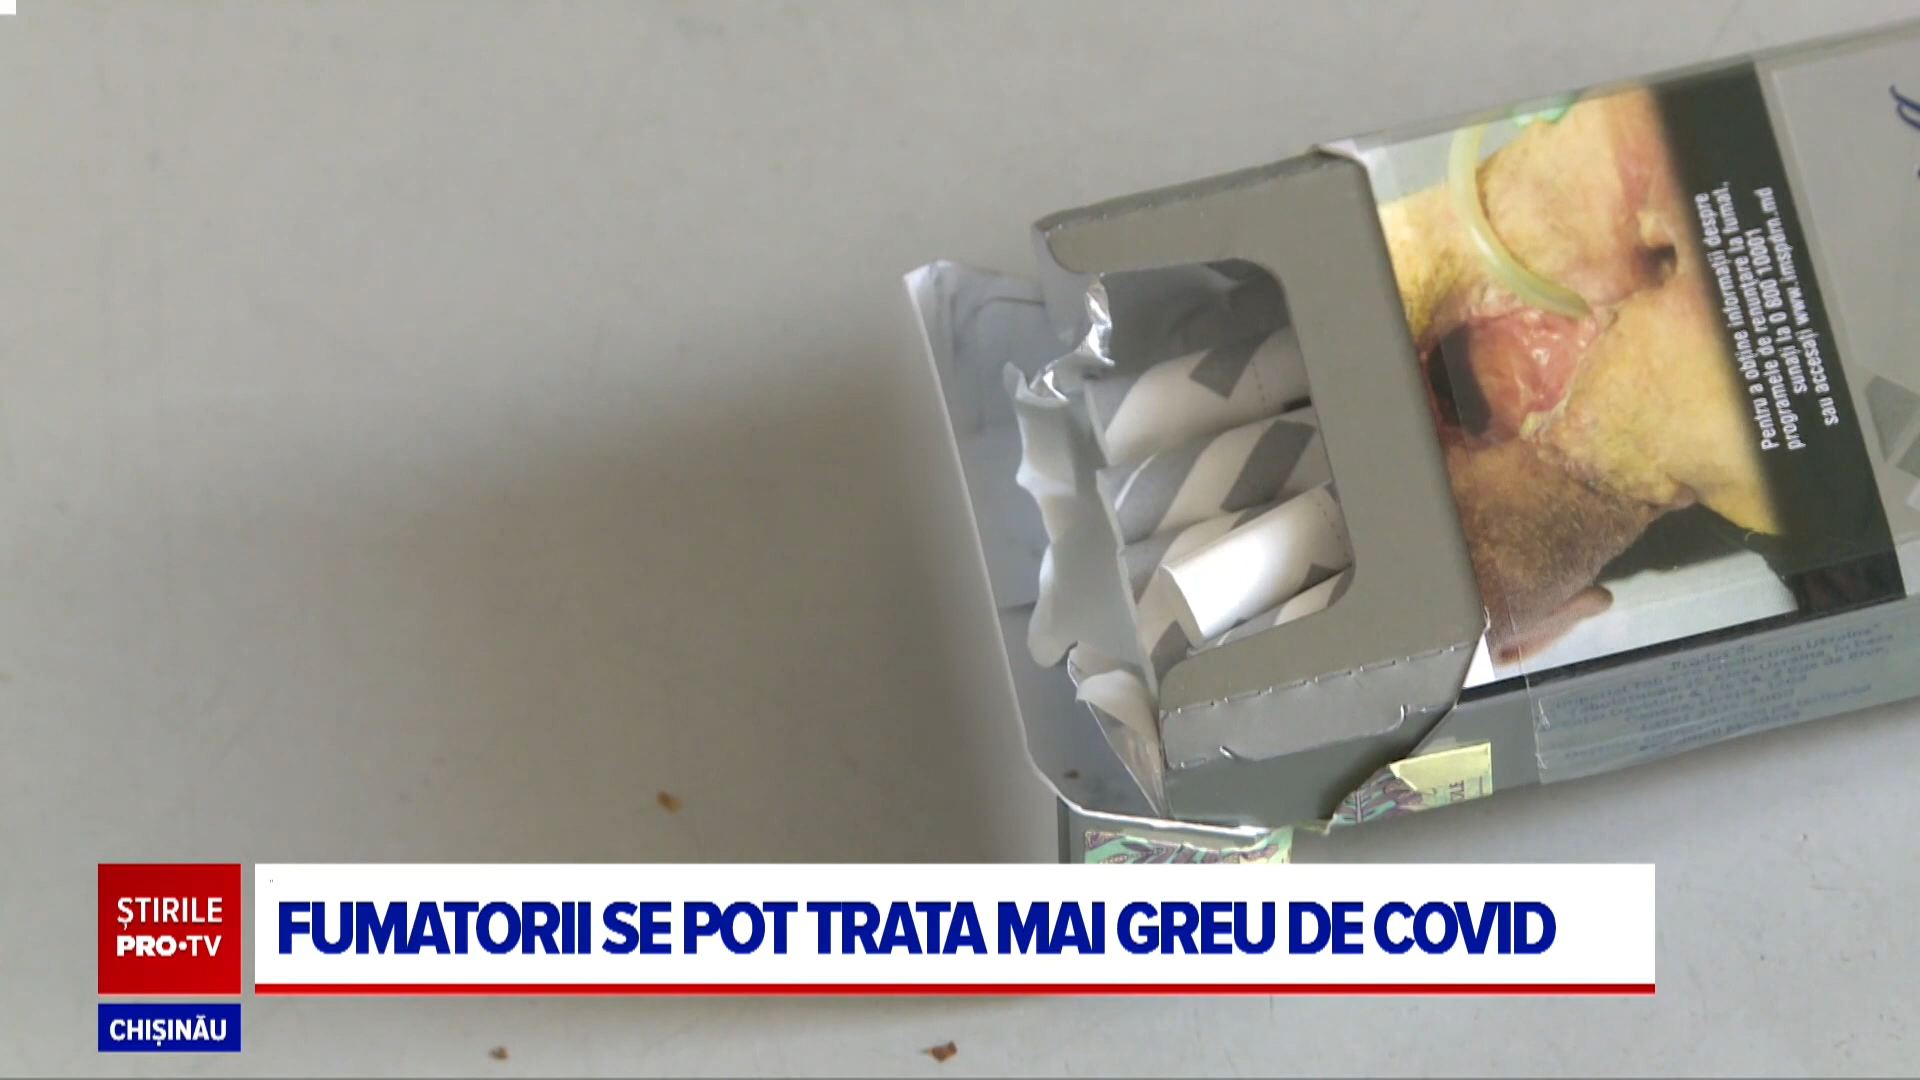 Pentru a obține informații despre
programele de renunțare la fumat,
sunați la 0 800 10001
sau accesați www.imspdm.md
ȘTIRILE
PRO•TV
CHIȘINĂU
FUMATORII SE POT TRATA MAI GREU DE COVID